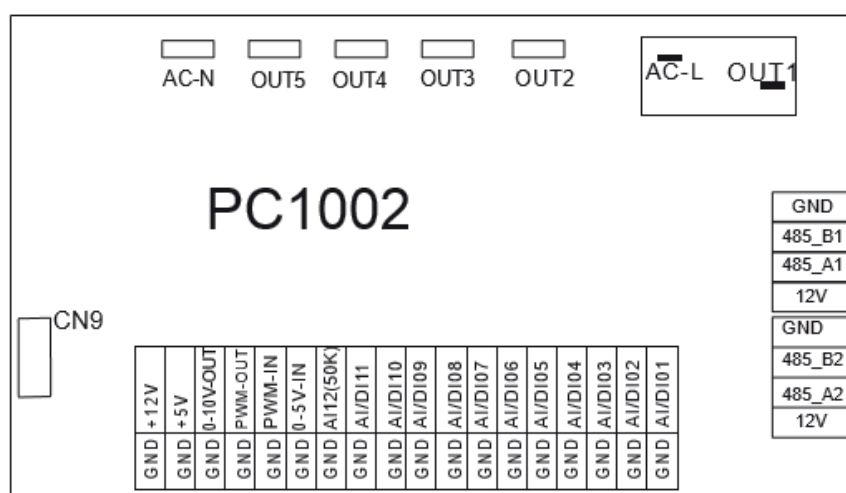 AC-N OUT5 OUT4 OUT3 OUT2 AC-L OUT1
PC1002
GND
485_B1
485_A1
12V
GND
485_B2
485_A2
12V
CN9
+12V +5V 0-10V-OUT PWM-OUT PWM-IN 0-5V-IN AI12(50K) AI/DI11 AI/DI10 AI/DI09 AI/DI08 AI/DI07 AI/DI06 AI/DI05 AI/DI04 AI/DI03 AI/DI02 AI/DI01
GND GND GND GND GND GND GND GND GND GND GND GND GND GND GND GND GND GND